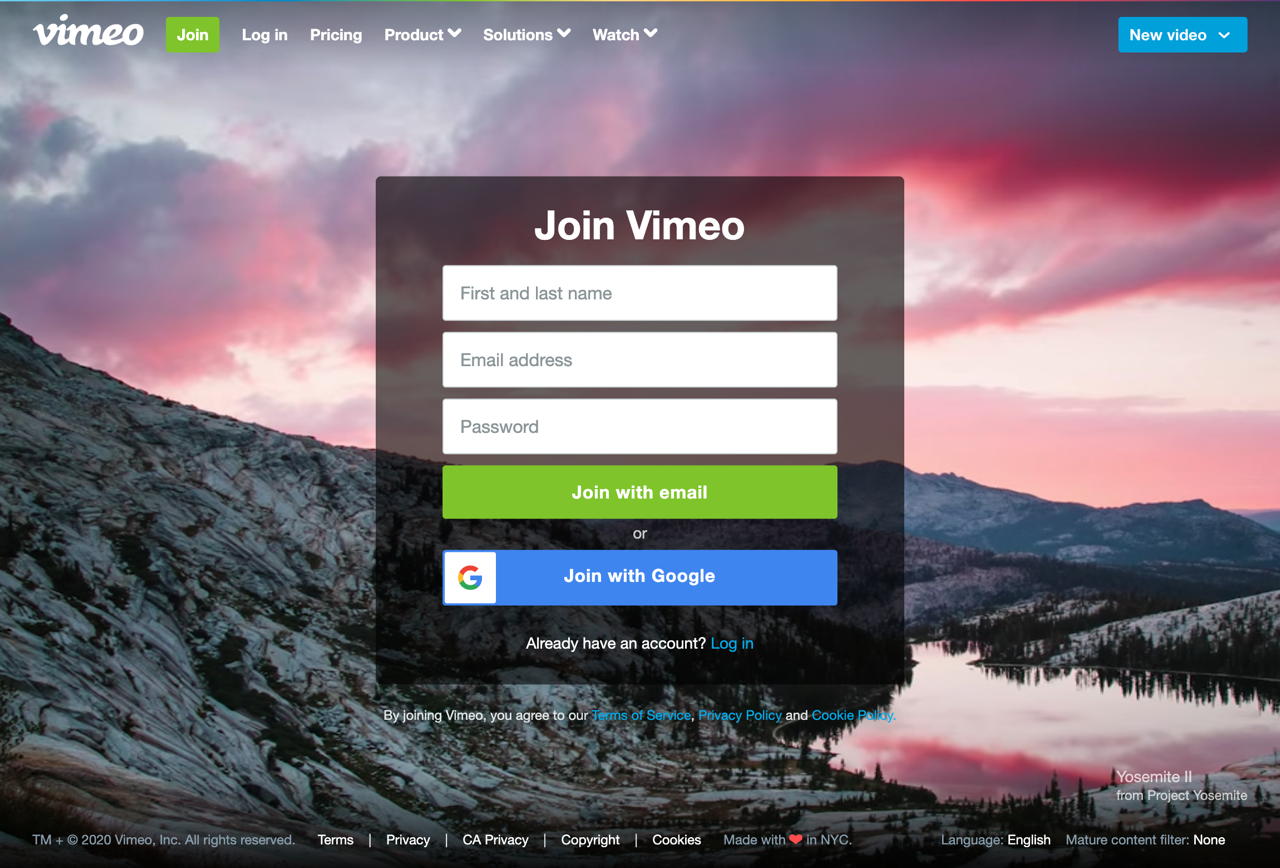 vimeo Join Log in Pricing Product Solutions Watch New video
Join Vimeo
First and last name
Email address
Password
Join with email
or
Join with Google
Already have an account? Log in
By joining Vimeo, you agree to our Terms of Service, Privacy Policy and Cookie Policy.
Yosemite II
from Project Yosemite
TM + © 2020 Vimeo, Inc. All rights reserved. Terms | Privacy | CA Privacy | Copyright | Cookies Made with ❤ in NYC. Language: English Mature content filter: None